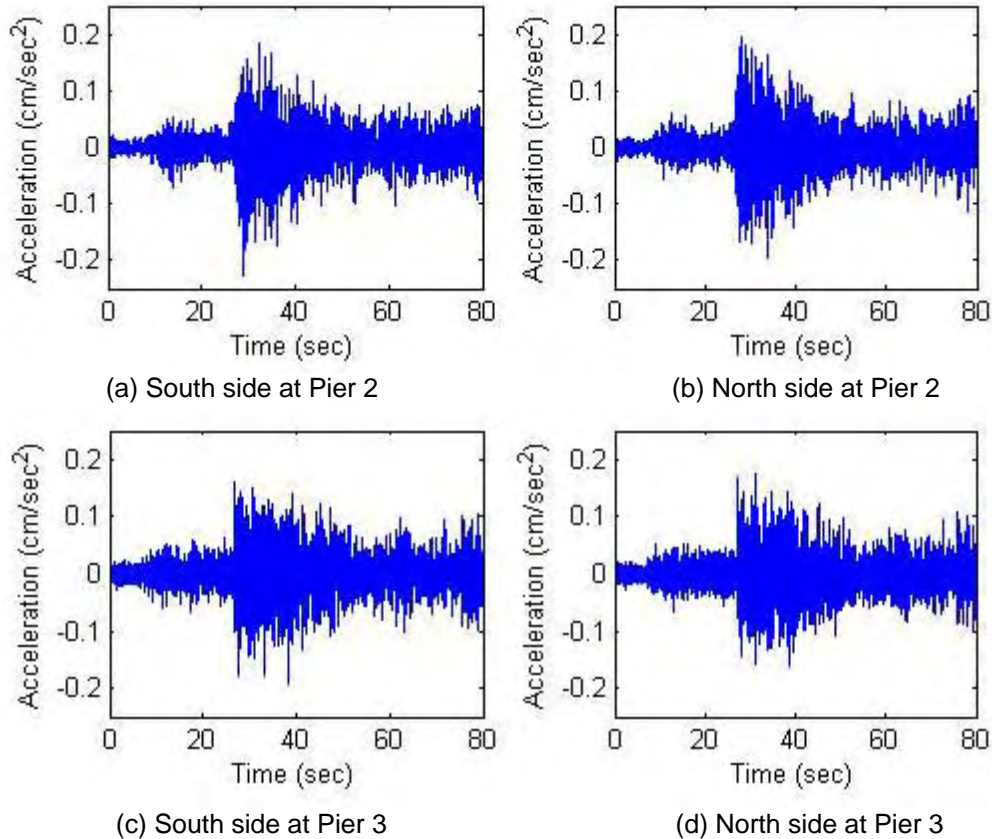 Acceleration (cm/sec²)
0.2
0.1
0
-0.1
-0.2
0 20 40 60 80
Time (sec)
(a) South side at Pier 2
Acceleration (cm/sec²)
0.2
0.1
0
-0.1
-0.2
0 20 40 60 80
Time (sec)
(b) North side at Pier 2
Acceleration (cm/sec²)
0.2
0.1
0
-0.1
-0.2
0 20 40 60 80
Time (sec)
(c) South side at Pier 3
Acceleration (cm/sec²)
0.2
0.1
0
-0.1
-0.2
0 20 40 60 80
Time (sec)
(d) North side at Pier 3